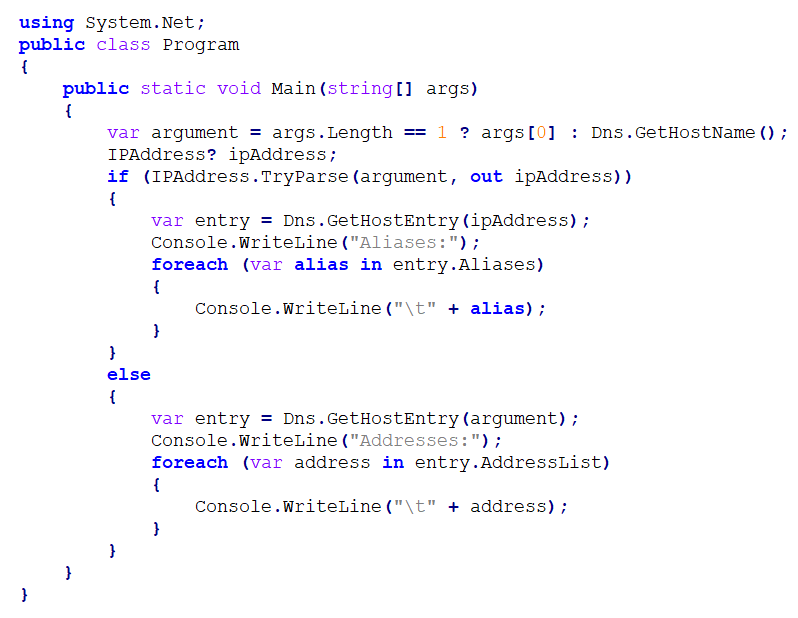 using System.Net;
public class Program
{
    public static void Main(string[] args)
    {
        var argument = args.Length == 1 ? args[0] : Dns.GetHostName();
        IPAddress? ipAddress;
        if (IPAddress.TryParse(argument, out ipAddress))
        {
            var entry = Dns.GetHostEntry(ipAddress);
            Console.WriteLine("Aliases:");
            foreach (var alias in entry.Aliases)
            {
                Console.WriteLine("\t" + alias);
            }
        }
        else
        {
            var entry = Dns.GetHostEntry(argument);
            Console.WriteLine("Addresses:");
            foreach (var address in entry.AddressList)
            {
                Console.WriteLine("\t" + address);
            }
        }
    }
}